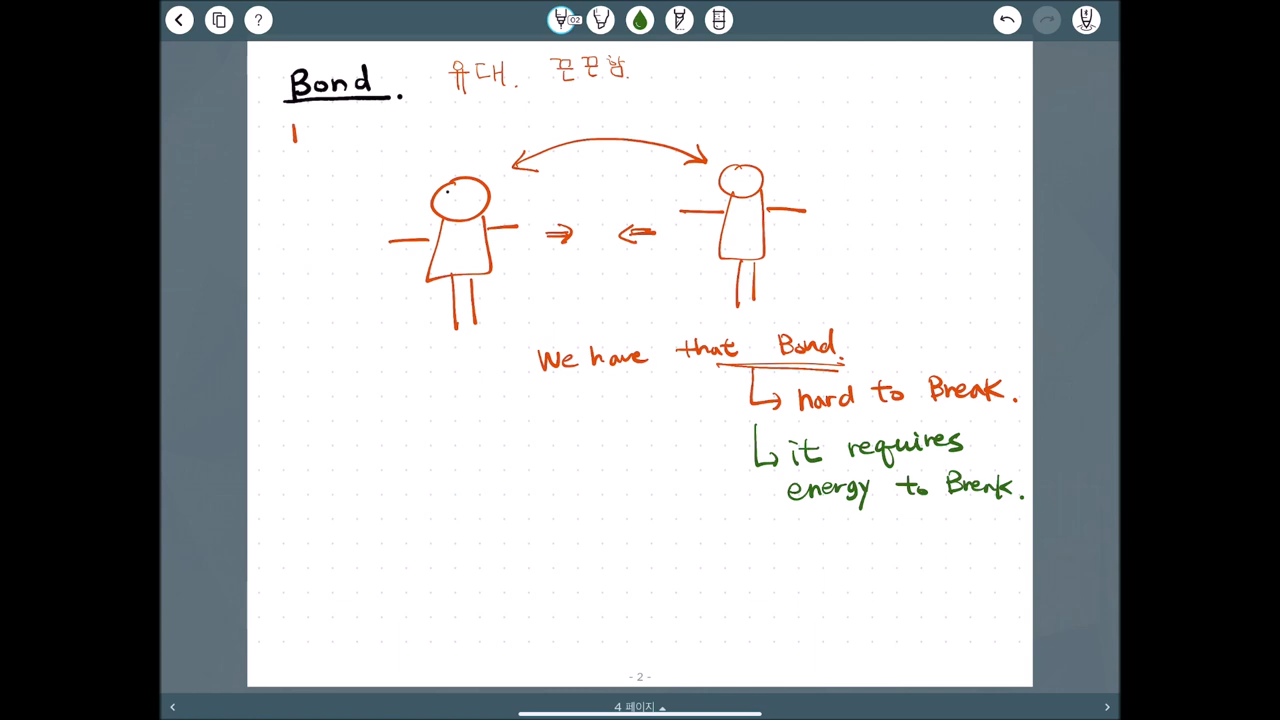 Bond.
유대. 끈끈함.
We have that Bond.
hard to Break.
it requires
energy to Break.
- 2 -
4 페이지
02
?